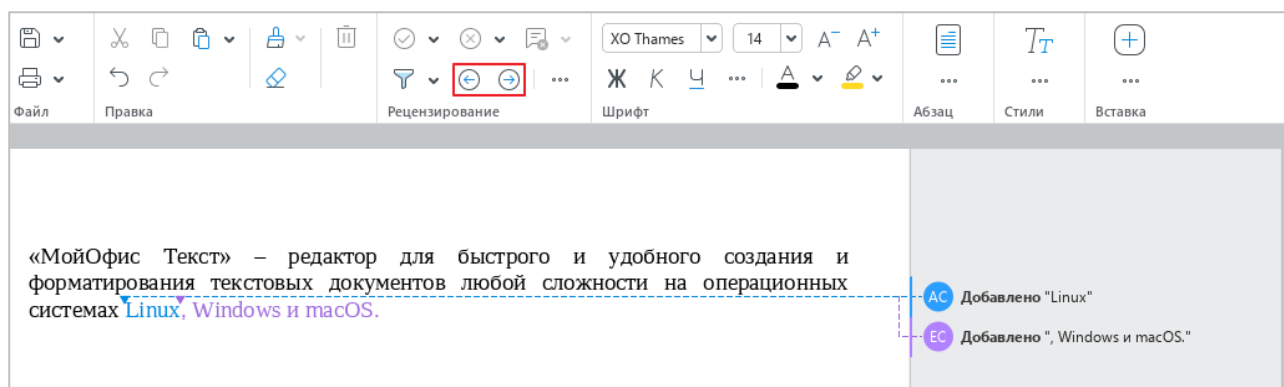 XO Thames 14 A⁻ A⁺
Ж К Ч A
Файл Правка Рецензирование Шрифт Абзац Стили Вставка
«МойОфис Текст» – редактор для быстрого и удобного создания и
форматирования текстовых документов любой сложности на операционных
системах Linux, Windows и macOS.
АС Добавлено "Linux"
ЕС Добавлено ", Windows и macOS."